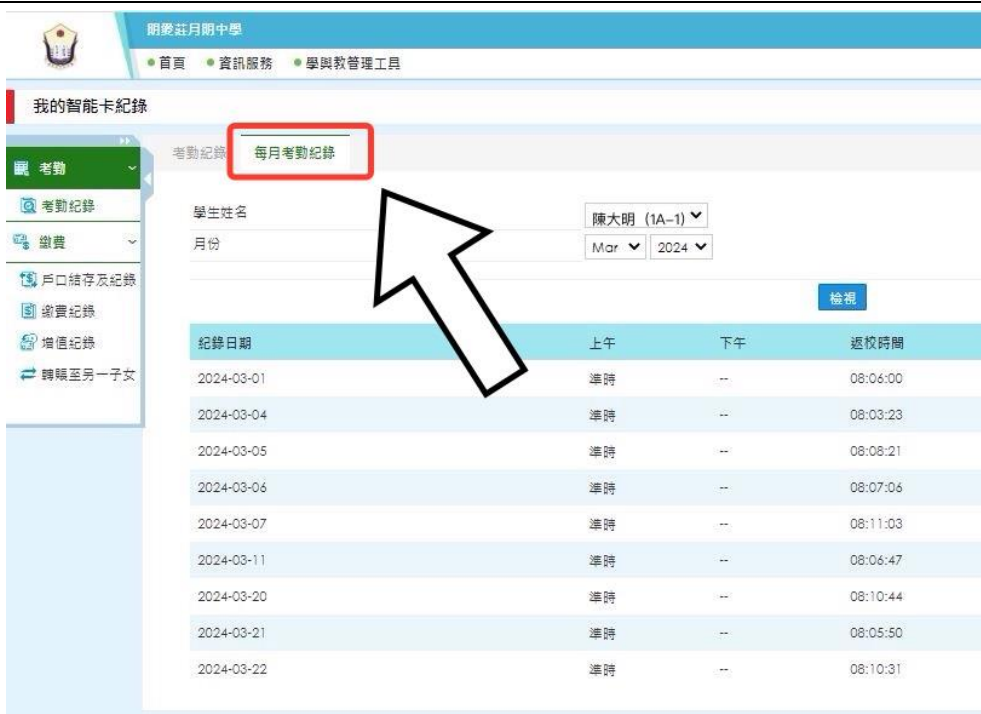 明愛莊月明中學
首頁 資訊服務 學與教管理工具
我的智能卡紀錄
考勤
考勤紀錄
繳費
戶口結存及紀錄
繳費紀錄
增值紀錄
轉賬至另一子女
考勤紀錄 每月考勤紀錄
學生姓名 陳大明 (1A-1)
月份 Mar 2024
檢視
紀錄日期 上午 下午 返校時間
2024-03-01 準時 -- 08:06:00
2024-03-04 準時 -- 08:03:23
2024-03-05 準時 -- 08:08:21
2024-03-06 準時 -- 08:07:06
2024-03-07 準時 -- 08:11:03
2024-03-11 準時 -- 08:06:47
2024-03-20 準時 -- 08:10:44
2024-03-21 準時 -- 08:05:50
2024-03-22 準時 -- 08:10:31